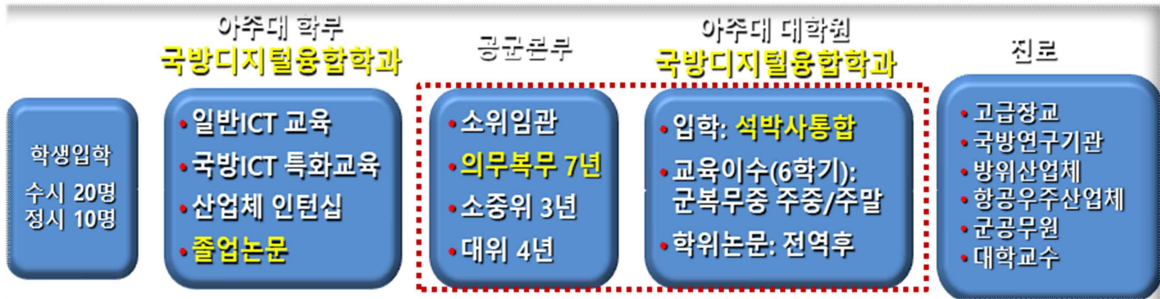 학생입학
수시 20명
정시 10명
아주대 학부
국방디지털융합학과
•일반ICT 교육
•국방ICT 특화교육
•산업체 인턴십
•졸업논문
공군본부
•소위임관
•의무복무 7년
•소중위 3년
•대위 4년
아주대 대학원
국방디지털융합학과
•입학: 석박사통합
•교육이수(6학기):
군복무중 주중/주말
•학위논문: 전역후
진로
•고급장교
•국방연구기관
•방위산업체
•항공우주산업체
•군공무원
•대학교수